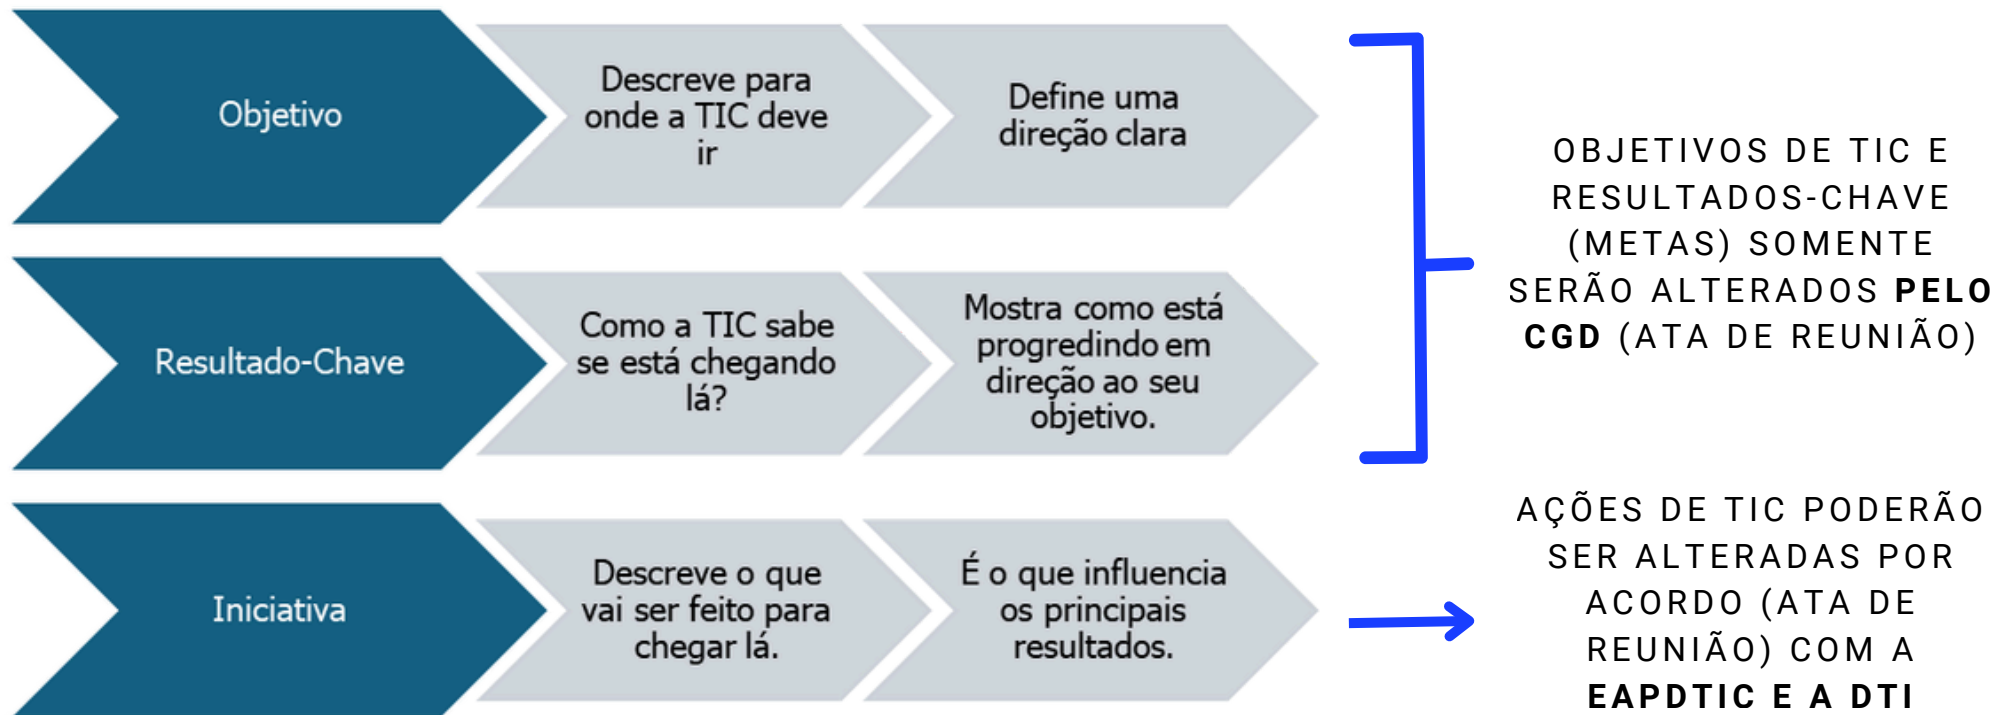 Objetivo
Descreve para
onde a TIC deve
ir
Define uma
direção clara
Resultado-Chave
Como a TIC sabe
se está chegando
lá?
Mostra como está
progredindo em
direção ao seu
objetivo.
OBJETIVOS DE TIC E
RESULTADOS-CHAVE
(METAS) SOMENTE
SERÃO ALTERADOS PELO
CGD (ATA DE REUNIÃO)
Iniciativa
Descreve o que
vai ser feito para
chegar lá.
É o que influencia
os principais
resultados.
AÇÕES DE TIC PODERÃO
SER ALTERADAS POR
ACORDO (ATA DE
REUNIÃO) COM A
EAPDTIC E A DTI